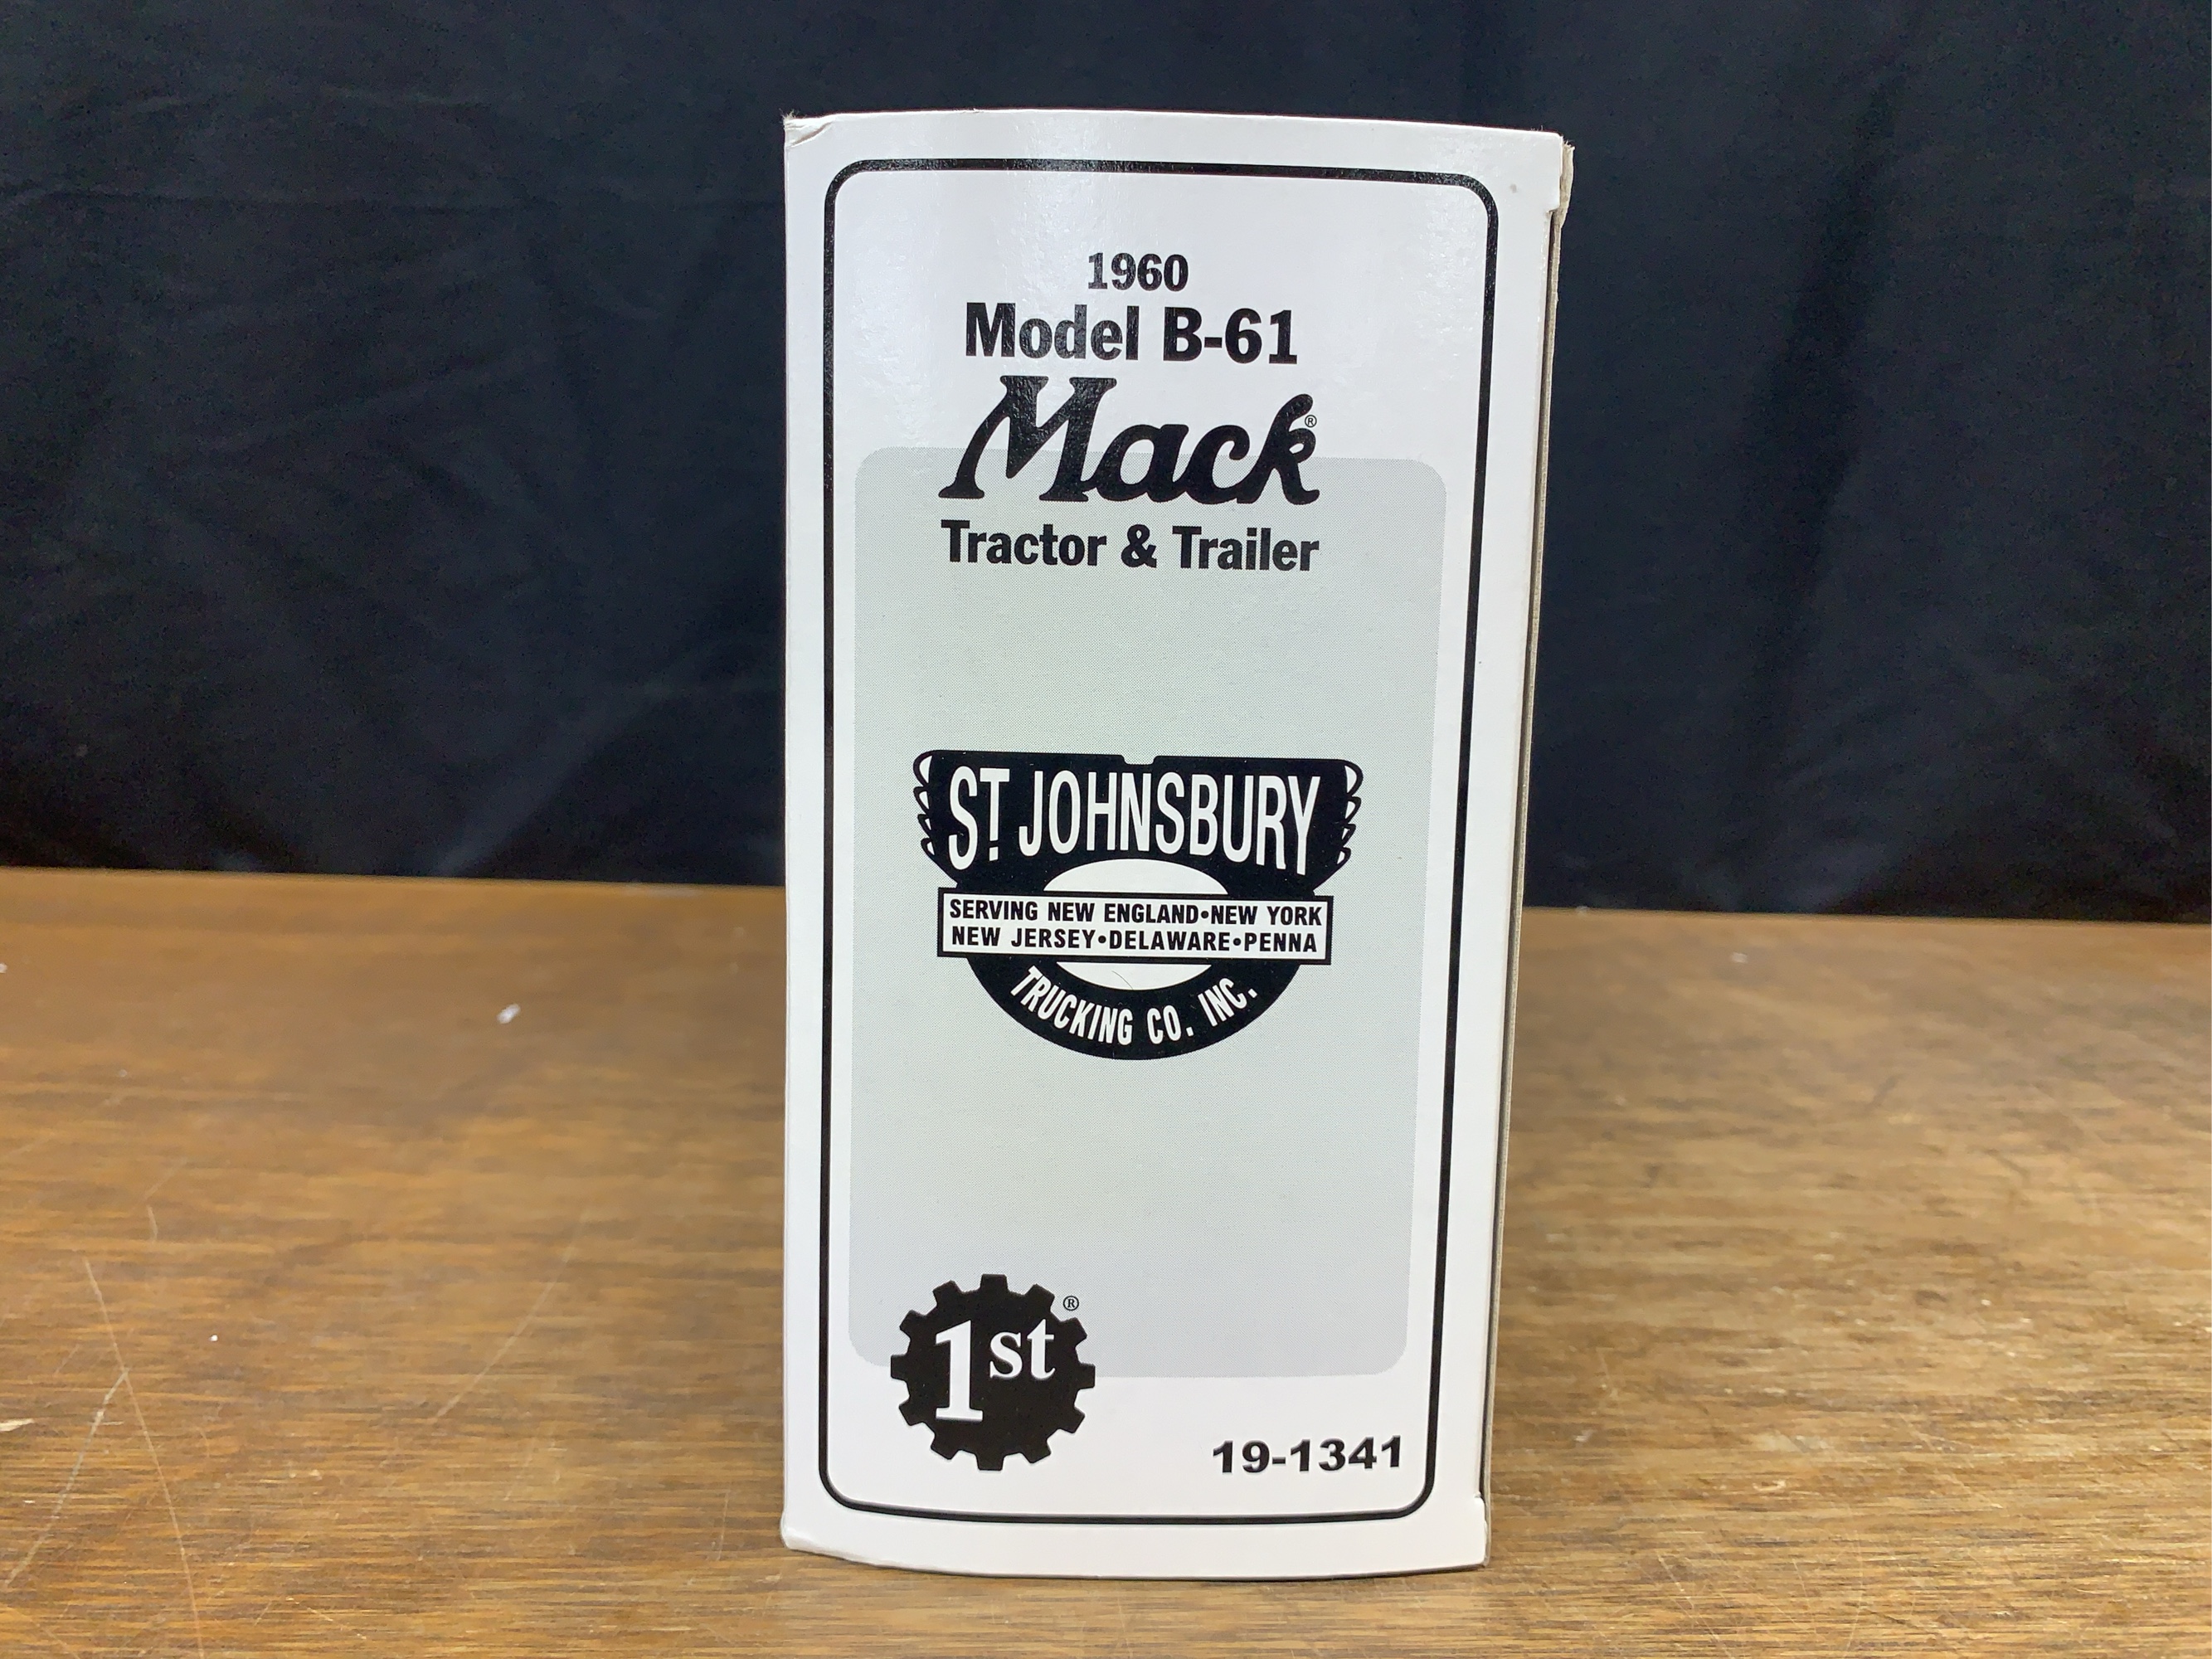 1960
Model B-61
Mack®
Tractor & Trailer
ST. JOHNSBURY
SERVING NEW ENGLAND•NEW YORK
NEW JERSEY•DELAWARE•PENNA
TRUCKING CO. INC.
1st®
19-1341